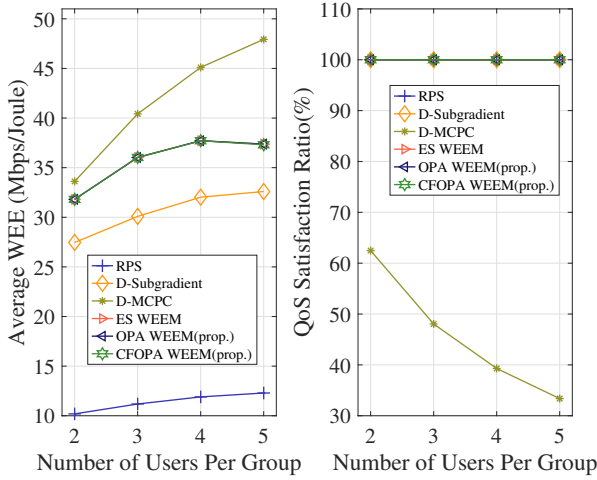 Average WEE (Mbps/Joule)
50
45
40
35
30
25
20
15
10
2
3
4
5
Number of Users Per Group
RPS
D-Subgradient
D-MCPC
ES WEEM
OPA WEEM(prop.)
CFOPA WEEM(prop.)
QoS Satisfaction Ratio(%)
110
100
90
80
70
60
50
40
30
2
3
4
5
Number of Users Per Group
RPS
D-Subgradient
D-MCPC
ES WEEM
OPA WEEM(prop.)
CFOPA WEEM(prop.)